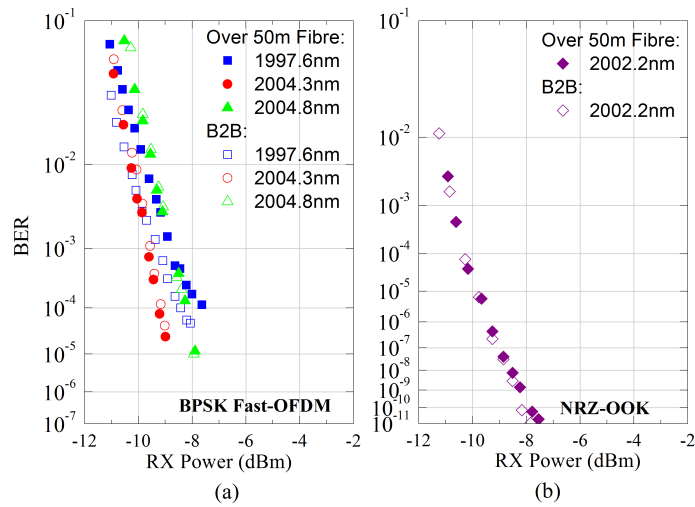 10^-1
10^-2
10^-3
10^-4
10^-5
10^-6
10^-7
BER
Over 50m Fibre:
1997.6nm
2004.3nm
2004.8nm
B2B:
1997.6nm
2004.3nm
2004.8nm
BPSK Fast-OFDM
-12 -10 -8 -6 -4 -2
RX Power (dBm)
(a)
10^-1
10^-2
10^-3
10^-4
10^-5
10^-6
10^-7
10^-8
10^-9
10^-10
10^-11
Over 50m Fibre:
2002.2nm
B2B:
2002.2nm
NRZ-OOK
-12 -10 -8 -6 -4 -2
RX Power (dBm)
(b)